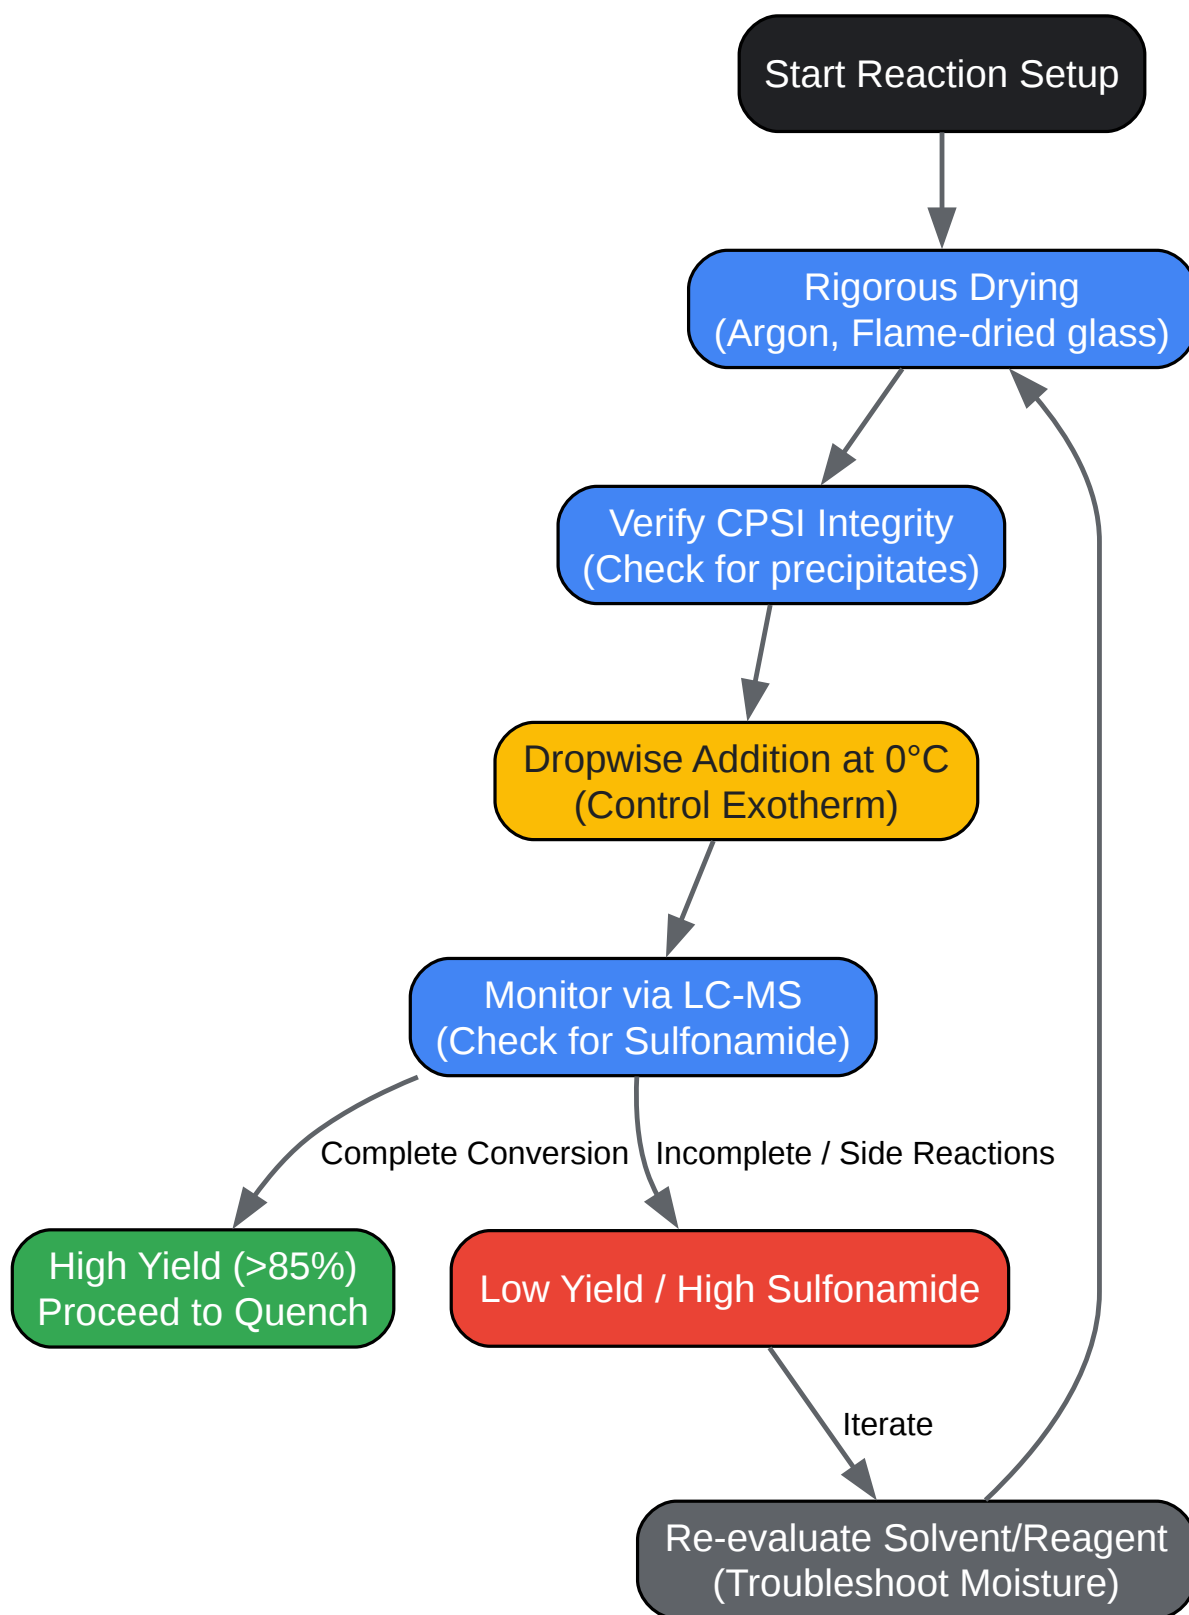 Start Reaction Setup
Rigorous Drying
(Argon, Flame-dried glass)
Verify CPSI Integrity
(Check for precipitates)
Dropwise Addition at 0°C
(Control Exotherm)
Monitor via LC-MS
(Check for Sulfonamide)
Complete Conversion
Incomplete / Side Reactions
High Yield (>85%)
Proceed to Quench
Low Yield / High Sulfonamide
Iterate
Re-evaluate Solvent/Reagent
(Troubleshoot Moisture)